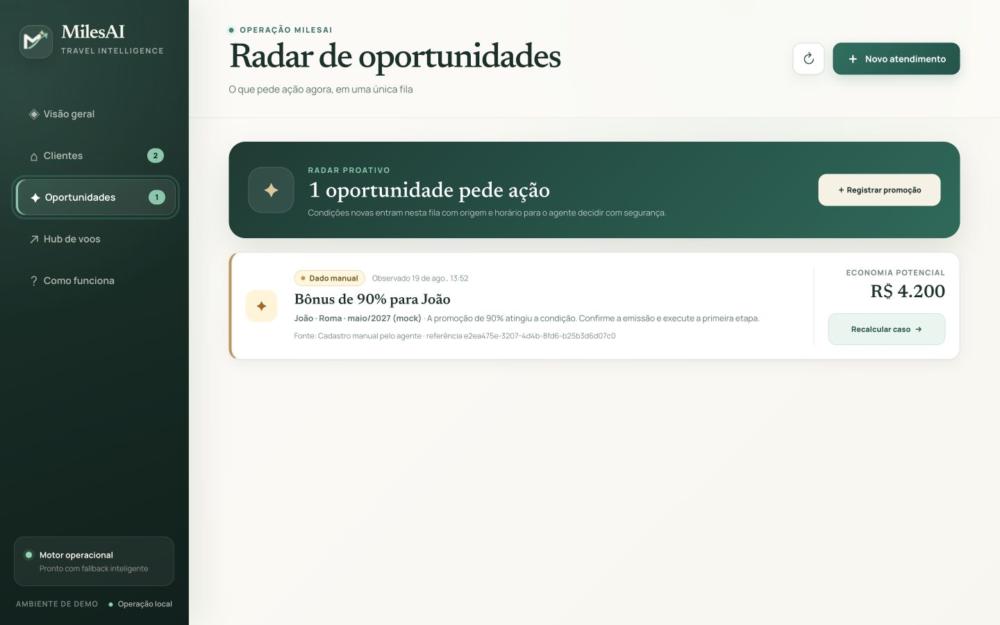 MilesAI
TRAVEL INTELLIGENCE
Visão geral
Clientes 2
Oportunidades 1
Hub de voos
? Como funciona
Motor operacional
Pronto com fallback inteligente
AMBIENTE DE DEMO Operação local
OPERAÇÃO MILESAI
Radar de oportunidades
O que pede ação agora, em uma única fila
+ Novo atendimento
RADAR PROATIVO
1 oportunidade pede ação
Condições novas entram nesta fila com origem e horário para o agente decidir com segurança.
+ Registrar promoção
Dado manual Observado 19 de ago., 13:52
Bônus de 90% para João
João · Roma · maio/2027 (mock) · A promoção de 90% atingiu a condição. Confirme a emissão e execute a primeira etapa.
Fonte: Cadastro manual pelo agente · referência e2ea475e-3207-4d4b-8fd6-b25b3d6d07c0
ECONOMIA POTENCIAL
R$ 4.200
Recalcular caso →